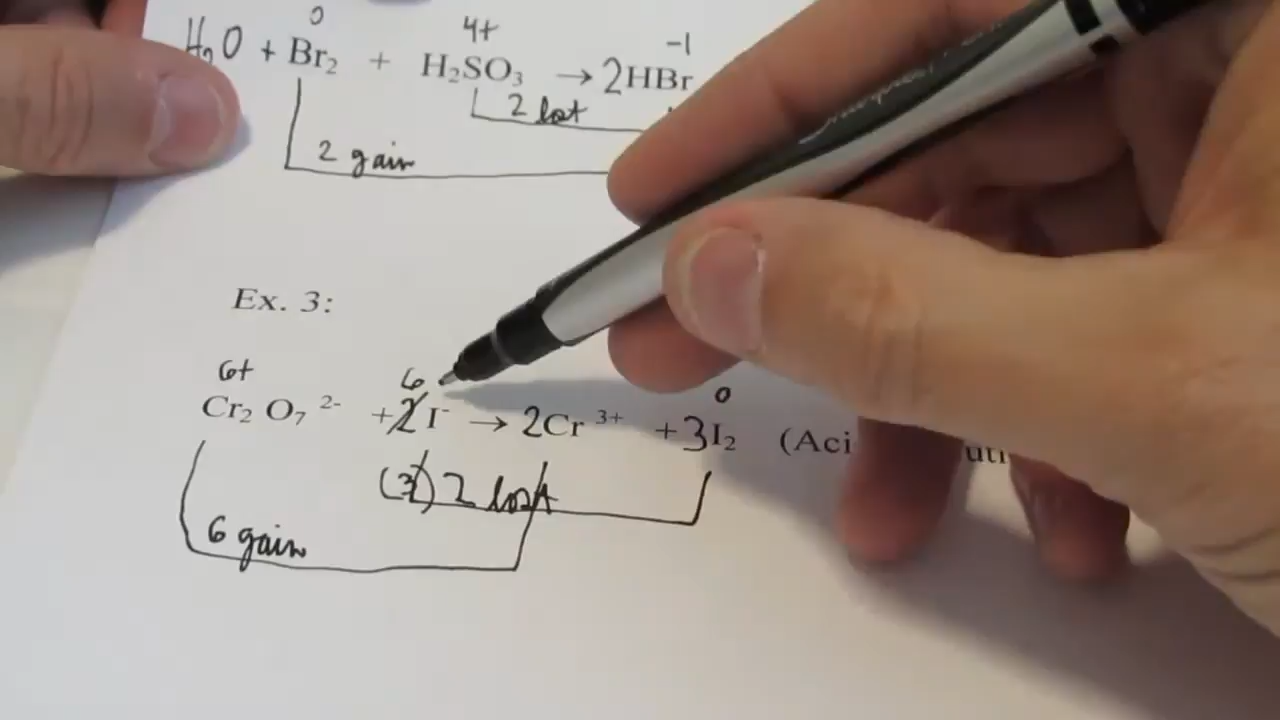 0 4+ -1
H₂O + Br₂ + H₂SO₃ → 2HBr
2 lost
2 gain
Ex. 3:
6+ 6 0
Cr₂ O₇ ²⁻ + 2 I⁻ → 2Cr ³⁺ + 3I₂ (Aci
(3) 2 lost
6 gain